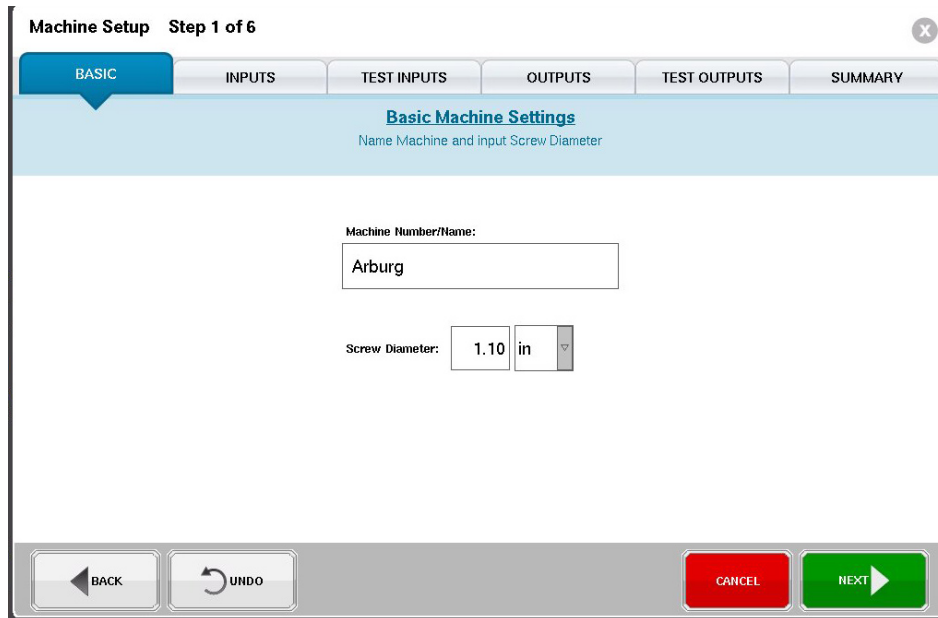 Machine Setup Step 1 of 6
X
BASIC INPUTS TEST INPUTS OUTPUTS TEST OUTPUTS SUMMARY
Basic Machine Settings
Name Machine and input Screw Diameter
Machine Number/Name:
Arburg
Screw Diameter: 1.10 in
BACK UNDO CANCEL NEXT